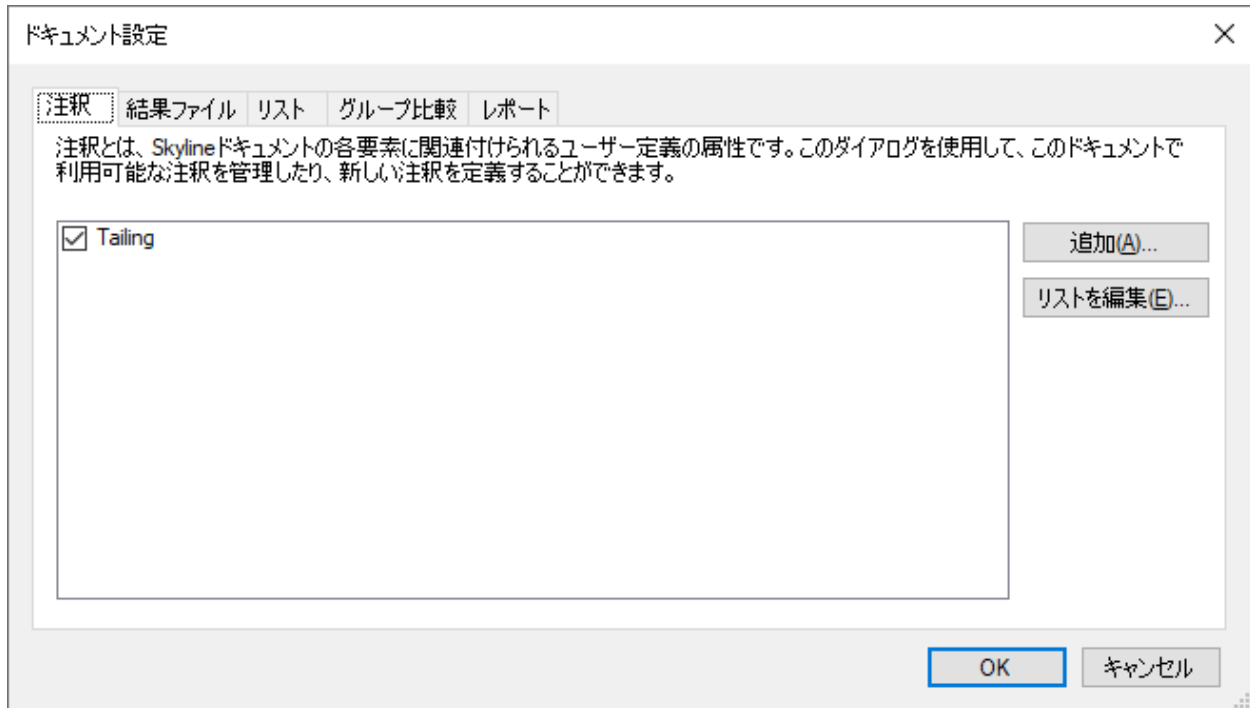 ドキュメント設定
注釈 結果ファイル リスト グループ比較 レポート
注釈とは、Skylineドキュメントの各要素に関連付けられるユーザー定義の属性です。このダイアログを使用して、このドキュメントで
利用可能な注釈を管理したり、新しい注釈を定義することができます。
Tailing
追加(A)...
リストを編集(E)...
OK キャンセル